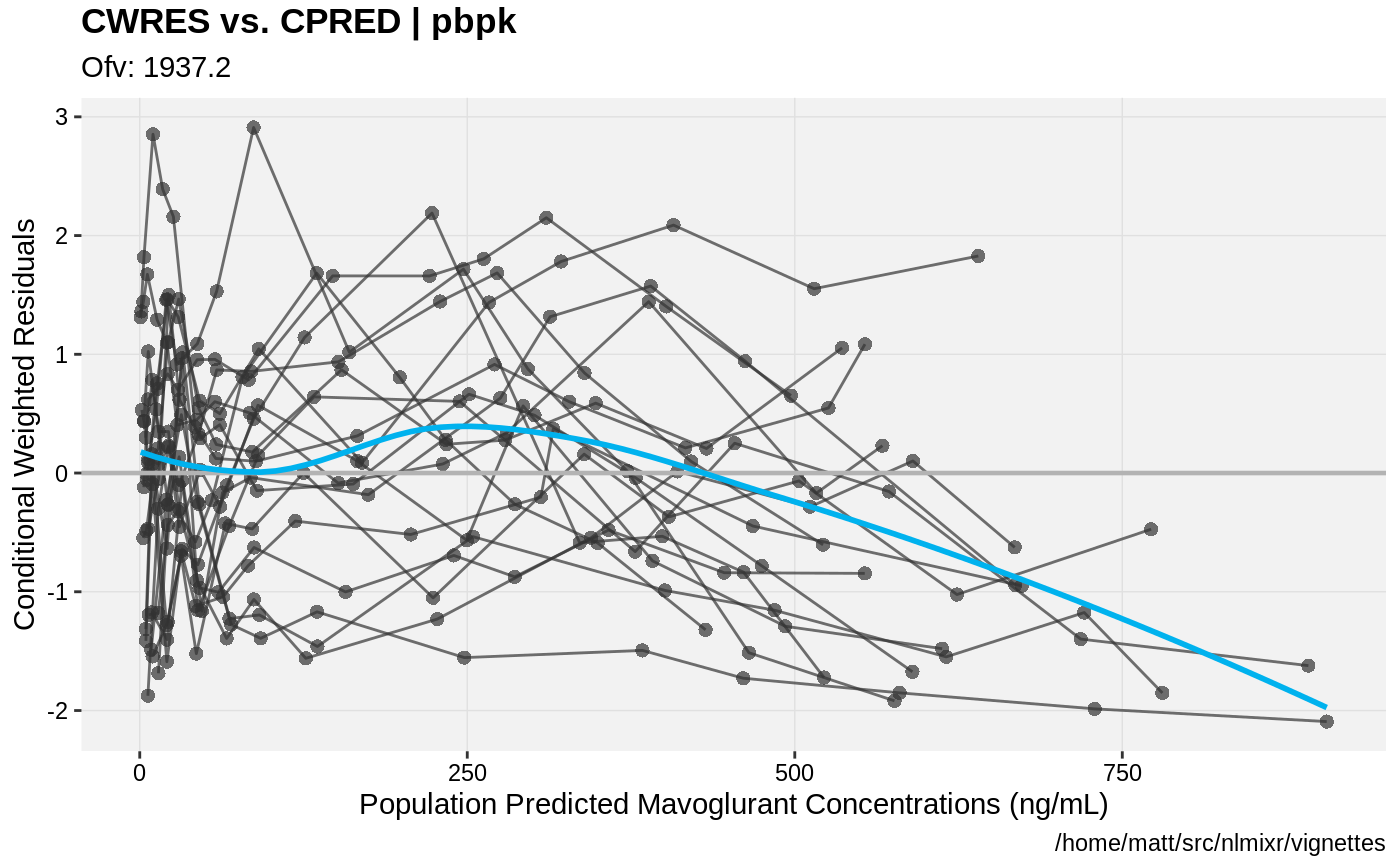 CWRES vs. CPRED | pbpk
Ofv: 1937.2
Conditional Weighted Residuals
3
2
1
0
-1
-2
0
250
500
750
Population Predicted Mavoglurant Concentrations (ng/mL)
/home/matt/src/nlmixr/vignettes